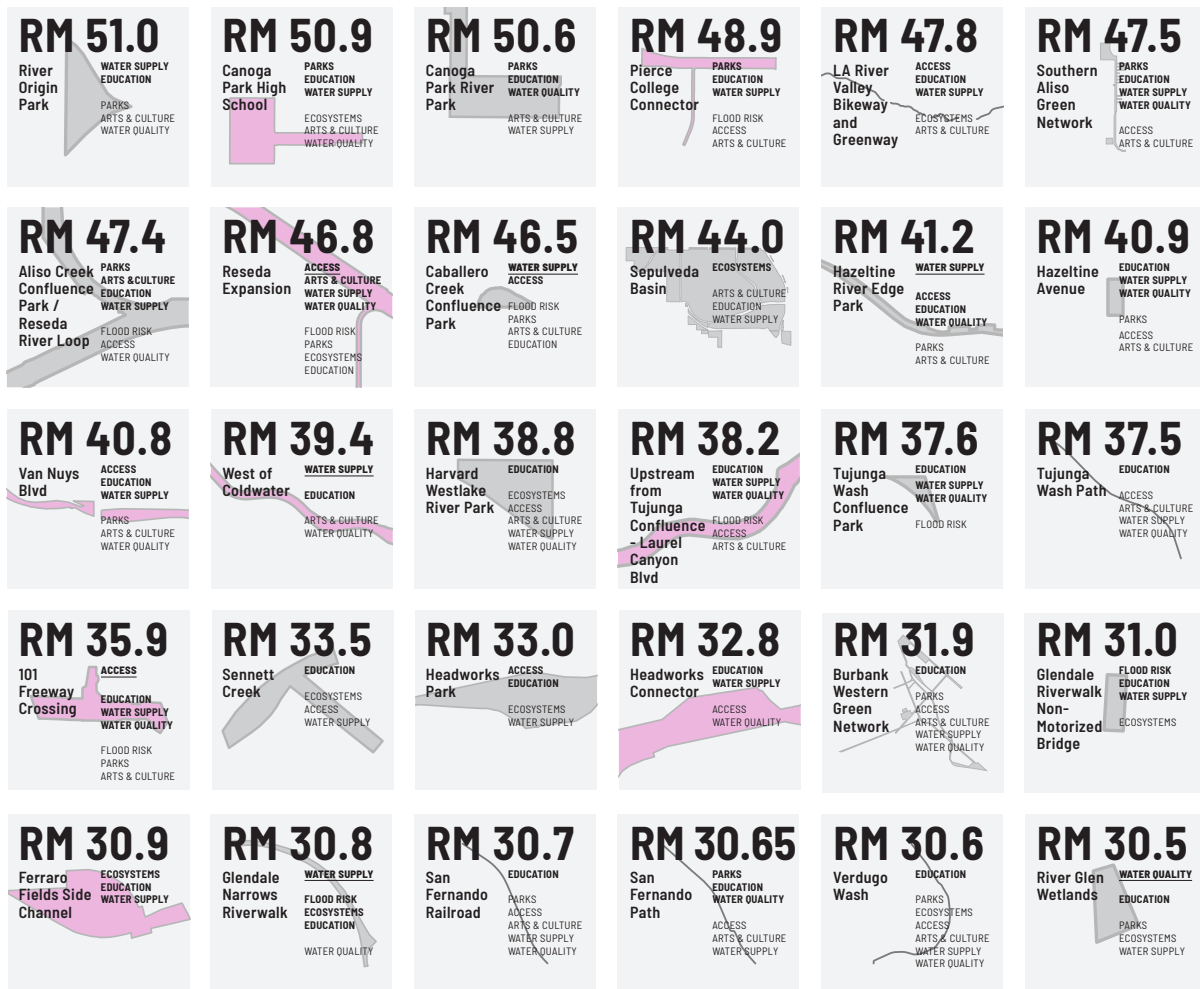 RM 51.0
River
Origin
Park
WATER SUPPLY
EDUCATION
PARKS
ARTS & CULTURE
WATER QUALITY
RM 50.9
Canoga
Park High
School
PARKS
EDUCATION
WATER SUPPLY
ECOSYSTEMS
ARTS & CULTURE
WATER QUALITY
RM 50.6
Canoga
Park River
Park
PARKS
EDUCATION
WATER QUALITY
ARTS & CULTURE
WATER SUPPLY
RM 48.9
Pierce
College
Connector
PARKS
EDUCATION
WATER SUPPLY
FLOOD RISK
ACCESS
ARTS & CULTURE
RM 47.8
LA River
Valley
Bikeway
and
Greenway
ACCESS
EDUCATION
WATER SUPPLY
ECOSYSTEMS
ARTS & CULTURE
RM 47.5
Southern
Aliso
Green
Network
PARKS
EDUCATION
WATER SUPPLY
WATER QUALITY
ACCESS
ARTS & CULTURE
RM 47.4
Aliso Creek
Confluence
Park /
Reseda
River Loop
PARKS
ARTS &CULTURE
EDUCATION
WATER SUPPLY
FLOOD RISK
ACCESS
WATER QUALITY
RM 46.8
Reseda
Expansion
ACCESS
ARTS & CULTURE
WATER SUPPLY
WATER QUALITY
FLOOD RISK
PARKS
ECOSYSTEMS
EDUCATION
RM 46.5
Caballero
Creek
Confluence
Park
WATER SUPPLY
ACCESS
FLOOD RISK
PARKS
ARTS & CULTURE
EDUCATION
RM 44.0
Sepulveda
Basin
ECOSYSTEMS
ARTS & CULTURE
EDUCATION
WATER SUPPLY
RM 41.2
Hazeltine
River Edge
Park
WATER SUPPLY
ACCESS
EDUCATION
WATER QUALITY
PARKS
ARTS & CULTURE
RM 40.9
Hazeltine
Avenue
EDUCATION
WATER SUPPLY
WATER QUALITY
PARKS
ACCESS
ARTS & CULTURE
RM 40.8
Van Nuys
Blvd
ACCESS
EDUCATION
WATER SUPPLY
PARKS
ARTS & CULTURE
WATER QUALITY
RM 39.4
West of
Coldwater
WATER SUPPLY
EDUCATION
ARTS & CULTURE
WATER QUALITY
RM 38.8
Harvard
Westlake
River Park
EDUCATION
ECOSYSTEMS
ACCESS
ARTS & CULTURE
WATER SUPPLY
WATER QUALITY
RM 38.2
Upstream
from
Tujunga
Confluence
- Laurel
Canyon
Blvd
EDUCATION
WATER SUPPLY
WATER QUALITY
FLOOD RISK
ACCESS
ARTS & CULTURE
RM 37.6
Tujunga
Wash
Confluence
Park
EDUCATION
WATER SUPPLY
WATER QUALITY
FLOOD RISK
RM 37.5
Tujunga
Wash Path
EDUCATION
ACCESS
ARTS & CULTURE
WATER SUPPLY
WATER QUALITY
RM 35.9
101
Freeway
Crossing
ACCESS
EDUCATION
WATER SUPPLY
WATER QUALITY
FLOOD RISK
PARKS
ARTS & CULTURE
RM 33.5
Sennett
Creek
EDUCATION
ECOSYSTEMS
ACCESS
WATER SUPPLY
RM 33.0
Headworks
Park
ACCESS
EDUCATION
ECOSYSTEMS
WATER SUPPLY
RM 32.8
Headworks
Connector
EDUCATION
WATER SUPPLY
ACCESS
WATER QUALITY
RM 31.9
Burbank
Western
Green
Network
EDUCATION
PARKS
ACCESS
ARTS & CULTURE
WATER SUPPLY
WATER QUALITY
RM 31.0
Glendale
Riverwalk
Non-
Motorized
Bridge
FLOOD RISK
EDUCATION
WATER SUPPLY
ECOSYSTEMS
RM 30.9
Ferraro
Fields Side
Channel
ECOSYSTEMS
EDUCATION
WATER SUPPLY
RM 30.8
Glendale
Narrows
Riverwalk
WATER SUPPLY
FLOOD RISK
ECOSYSTEMS
EDUCATION
WATER QUALITY
RM 30.7
San
Fernando
Railroad
EDUCATION
PARKS
ACCESS
ARTS & CULTURE
WATER SUPPLY
WATER QUALITY
RM 30.65
San
Fernando
Path
PARKS
EDUCATION
WATER QUALITY
ACCESS
ARTS & CULTURE
WATER SUPPLY
RM 30.6
Verdugo
Wash
EDUCATION
PARKS
ECOSYSTEMS
ACCESS
ARTS & CULTURE
WATER SUPPLY
WATER QUALITY
RM 30.5
River Glen
Wetlands
WATER QUALITY
EDUCATION
PARKS
ECOSYSTEMS
WATER SUPPLY